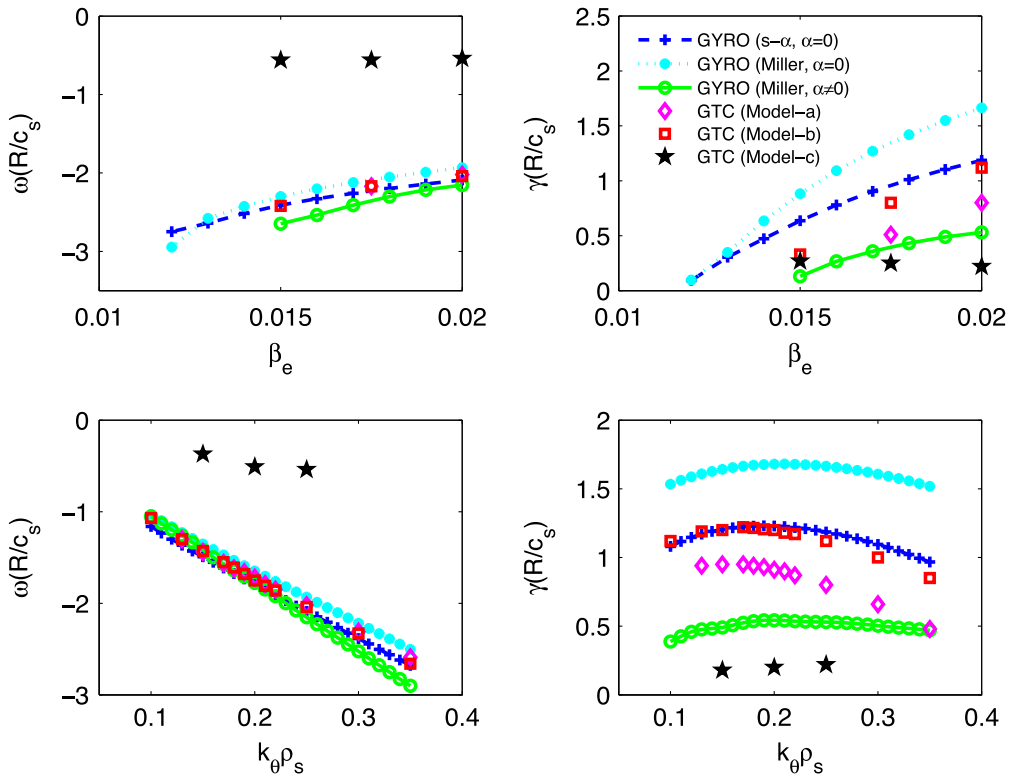 0
−1
−2
−3
ω(R/c_s)
0.01
0.015
0.02
β_e
2.5
2
1.5
1
0.5
0
γ(R/c_s)
0.01
0.015
0.02
β_e
GYRO (s−α, α=0)
GYRO (Miller, α=0)
GYRO (Miller, α≠0)
GTC (Model−a)
GTC (Model−b)
GTC (Model−c)
0
−1
−2
−3
ω(R/c_s)
0.1
0.2
0.3
0.4
k_θρ_s
2
1.5
1
0.5
0
γ(R/c_s)
0.1
0.2
0.3
0.4
k_θρ_s